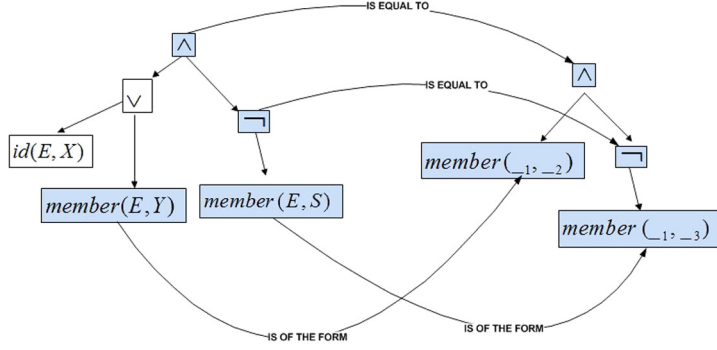 IS EQUAL TO
∧
∧
IS EQUAL TO
∨
¬
id(E, X)
member(_1, _2)
¬
member(E, Y)
member(E, S)
member(_1, _3)
IS OF THE FORM
IS OF THE FORM